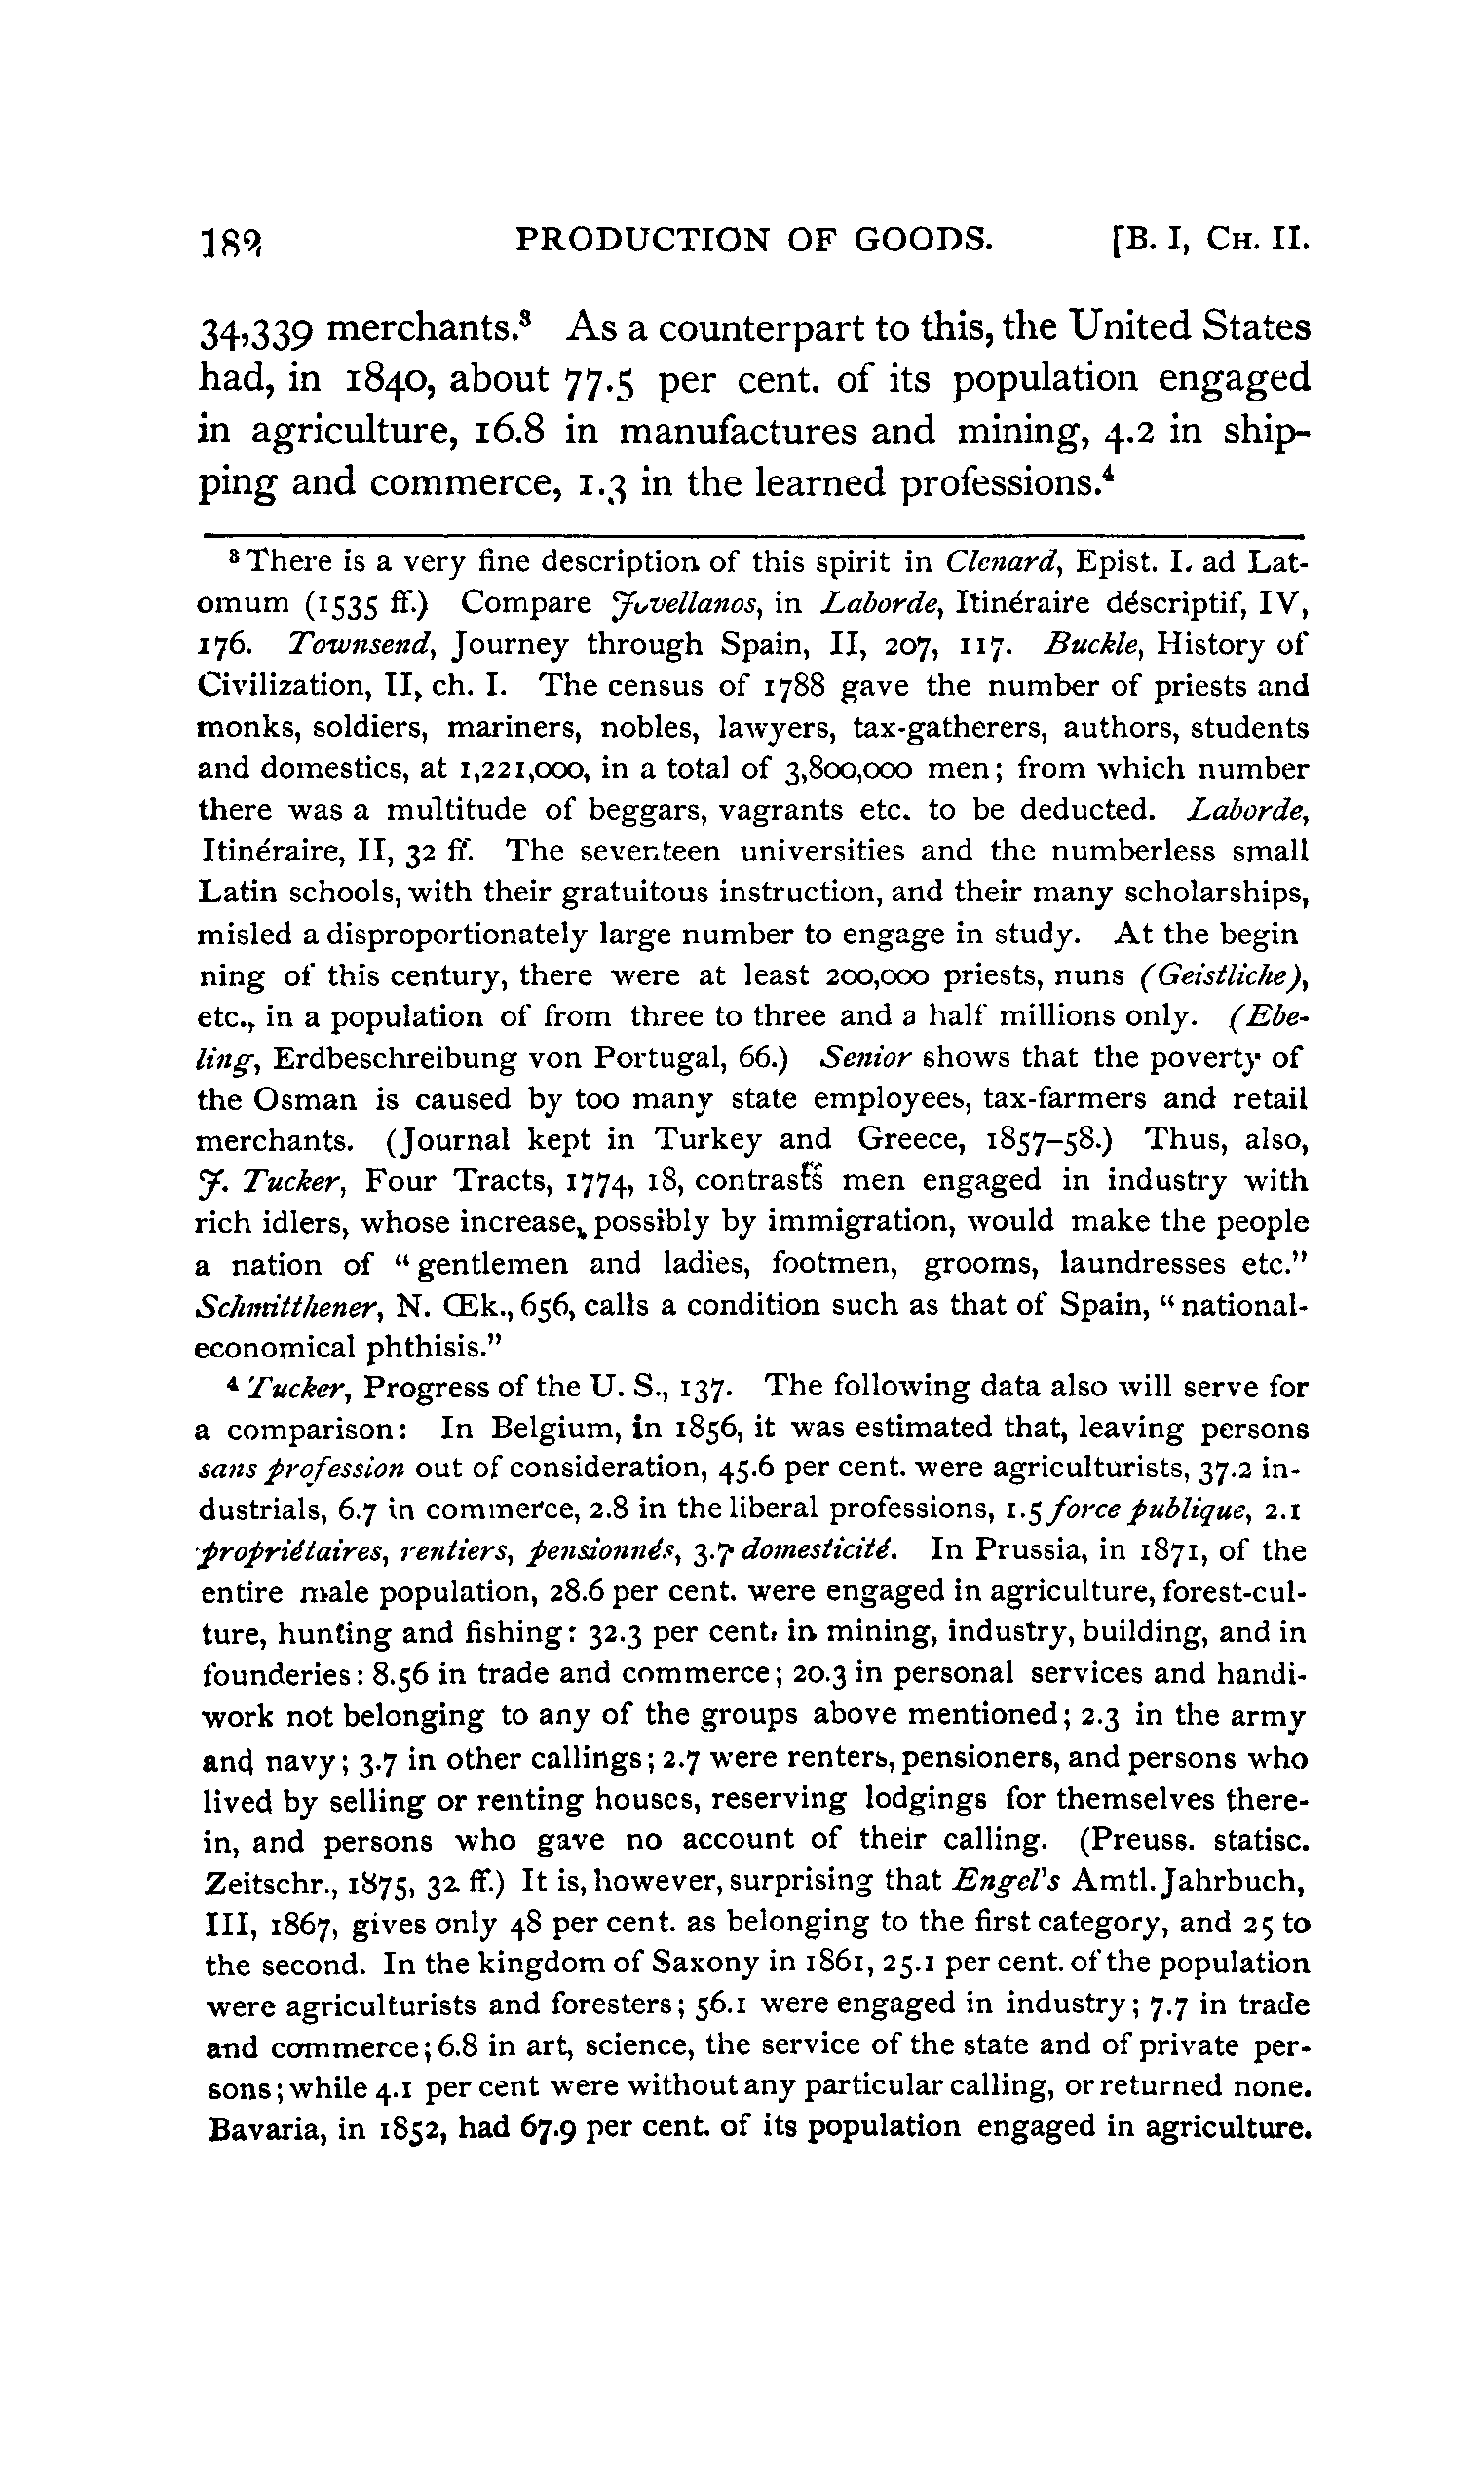 182 PRODUCTION OF GOODS. [B. I, CH. II.
34,339 merchants.³ As a counterpart to this, the United States
had, in 1840, about 77.5 per cent. of its population engaged
in agriculture, 16.8 in manufactures and mining, 4.2 in ship-
ping and commerce, 1.3 in the learned professions.⁴
³ There is a very fine description of this spirit in Clenard, Epist. I. ad Lat-
omum (1535 ff.) Compare Jovellanos, in Laborde, Itinéraire déscriptif, IV,
176. Townsend, Journey through Spain, II, 207, 117. Buckle, History of
Civilization, II, ch. I. The census of 1788 gave the number of priests and
monks, soldiers, mariners, nobles, lawyers, tax-gatherers, authors, students
and domestics, at 1,221,000, in a total of 3,800,000 men; from which number
there was a multitude of beggars, vagrants etc. to be deducted. Laborde,
Itinéraire, II, 32 ff. The seventeen universities and the numberless small
Latin schools, with their gratuitous instruction, and their many scholarships,
misled a disproportionately large number to engage in study. At the begin
ning of this century, there were at least 200,000 priests, nuns (Geistliche),
etc., in a population of from three to three and a half millions only. (Ebe-
ling, Erdbeschreibung von Portugal, 66.) Senior shows that the poverty of
the Osman is caused by too many state employees, tax-farmers and retail
merchants. (Journal kept in Turkey and Greece, 1857–58.) Thus, also,
J. Tucker, Four Tracts, 1774, 18, contrasts men engaged in industry with
rich idlers, whose increase, possibly by immigration, would make the people
a nation of "gentlemen and ladies, footmen, grooms, laundresses etc."
Schmitthener, N. Œk., 656, calls a condition such as that of Spain, "national-
economical phthisis."
⁴ Tucker, Progress of the U. S., 137. The following data also will serve for
a comparison: In Belgium, in 1856, it was estimated that, leaving persons
sans profession out of consideration, 45.6 per cent. were agriculturists, 37.2 in-
dustrials, 6.7 in commerce, 2.8 in the liberal professions, 1.5 force publique, 2.1
propriétaires, rentiers, pensionnés, 3.7 domesticité. In Prussia, in 1871, of the
entire male population, 28.6 per cent. were engaged in agriculture, forest-cul-
ture, hunting and fishing: 32.3 per cent. in mining, industry, building, and in
founderies: 8.56 in trade and commerce; 20.3 in personal services and handi-
work not belonging to any of the groups above mentioned; 2.3 in the army
and navy; 3.7 in other callings; 2.7 were renters, pensioners, and persons who
lived by selling or renting houses, reserving lodgings for themselves there-
in, and persons who gave no account of their calling. (Preuss. statisc.
Zeitschr., 1875, 32 ff.) It is, however, surprising that Engel's Amtl. Jahrbuch,
III, 1867, gives only 48 per cent. as belonging to the first category, and 25 to
the second. In the kingdom of Saxony in 1861, 25.1 per cent. of the population
were agriculturists and foresters; 56.1 were engaged in industry; 7.7 in trade
and commerce; 6.8 in art, science, the service of the state and of private per-
sons; while 4.1 per cent were without any particular calling, or returned none.
Bavaria, in 1852, had 67.9 per cent. of its population engaged in agriculture.